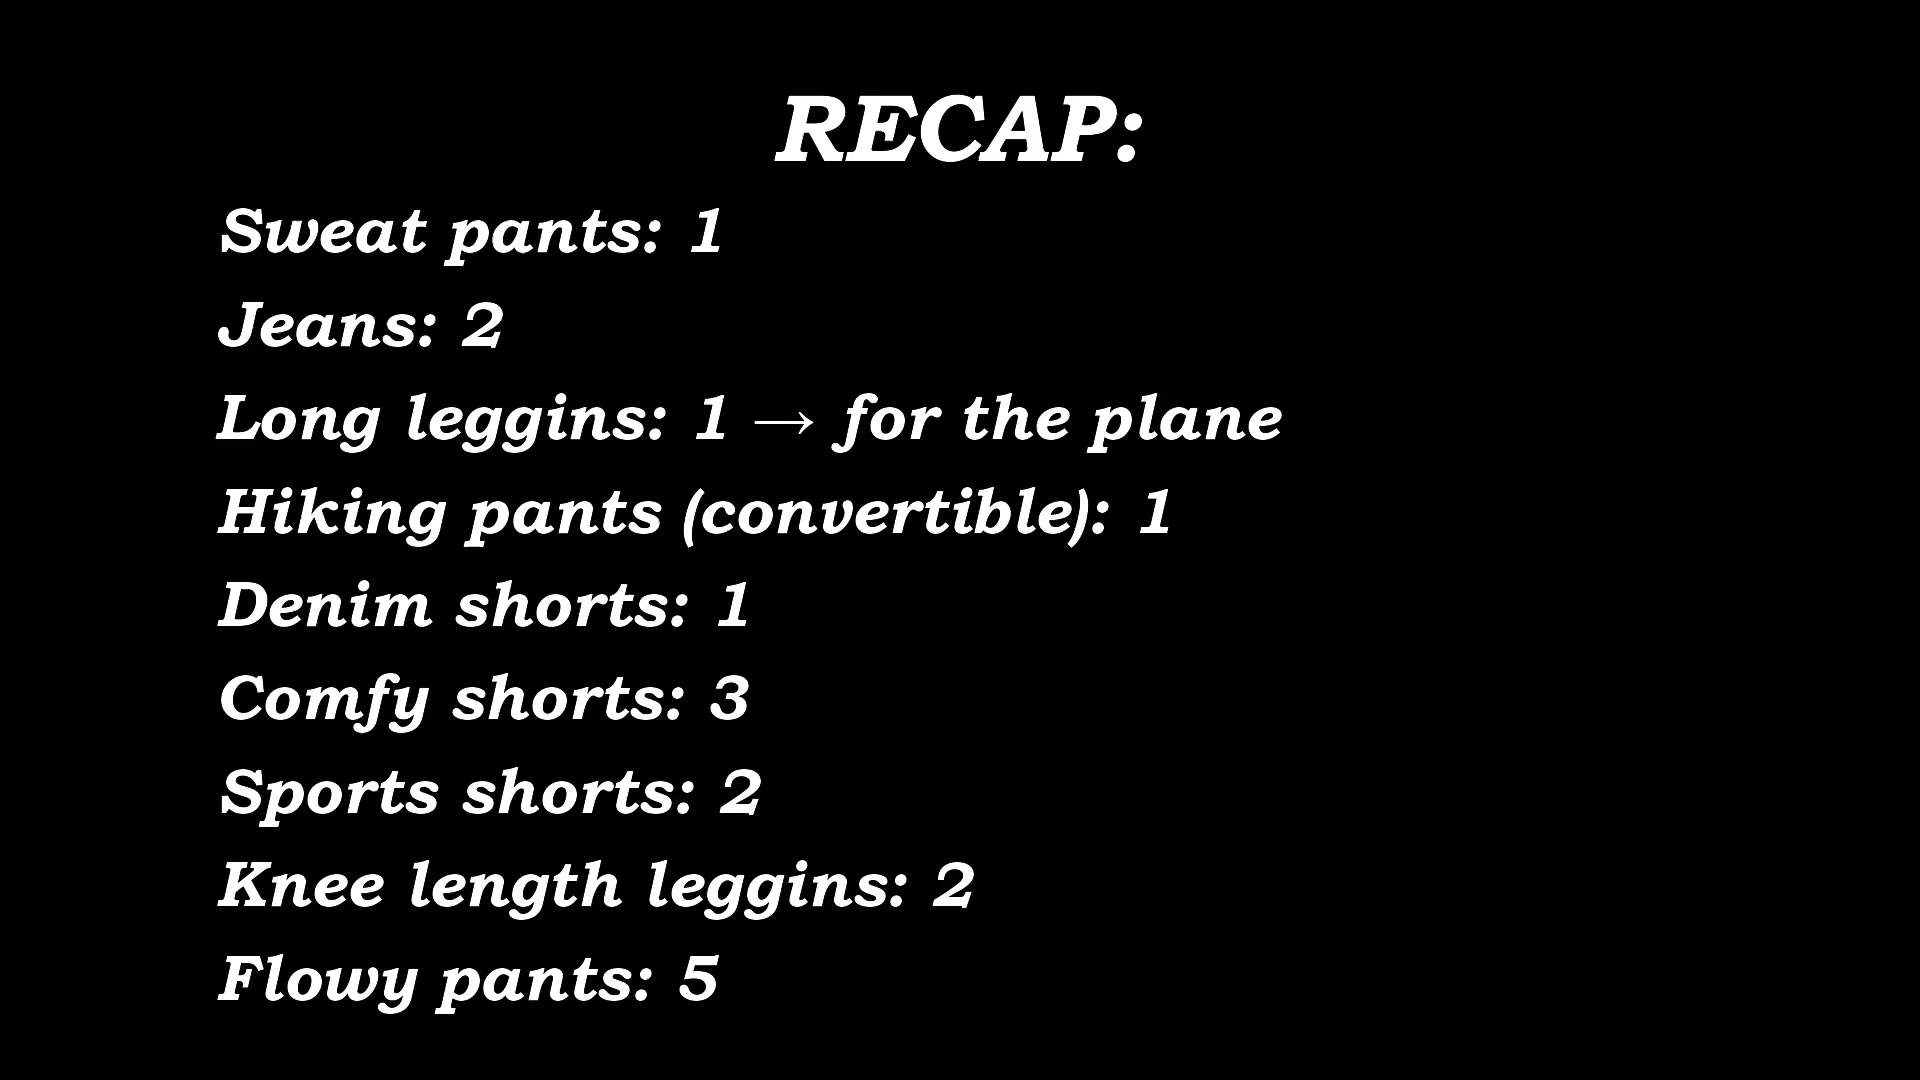 RECAP:
Sweat pants: 1
Jeans: 2
Long leggins: 1 → for the plane
Hiking pants (convertible): 1
Denim shorts: 1
Comfy shorts: 3
Sports shorts: 2
Knee length leggins: 2
Flowy pants: 5